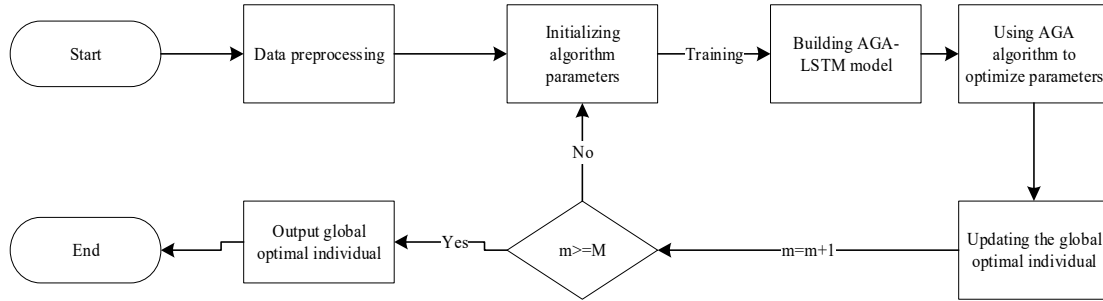 Start
Data preprocessing
Initializing
algorithm
parameters
Training
Building AGA-
LSTM model
Using AGA
algorithm to
optimize parameters
No
End
Output global
optimal individual
Yes
m>=M
m=m+1
Updating the global
optimal individual